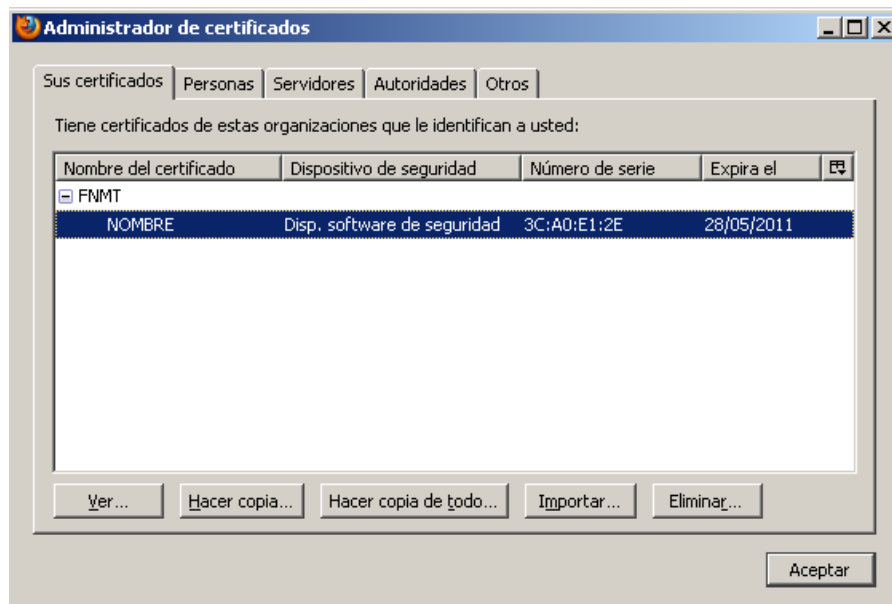 Administrador de certificados
Sus certificados Personas Servidores Autoridades Otros
Tiene certificados de estas organizaciones que le identifican a usted:
Nombre del certificado Dispositivo de seguridad Número de serie Expira el
FNMT
NOMBRE Disp. software de seguridad 3C:A0:E1:2E 28/05/2011
Ver... Hacer copia... Hacer copia de todo... Importar... Eliminar...
Aceptar